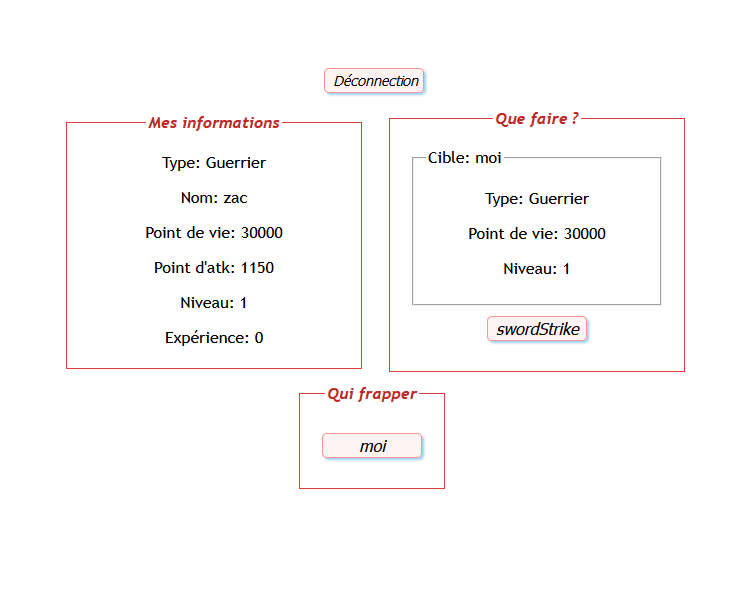 Déconnection
Mes informations
Type: Guerrier
Nom: zac
Point de vie: 30000
Point d'atk: 1150
Niveau: 1
Expérience: 0
Que faire ?
Cible: moi
Type: Guerrier
Point de vie: 30000
Niveau: 1
swordStrike
Qui frapper
moi